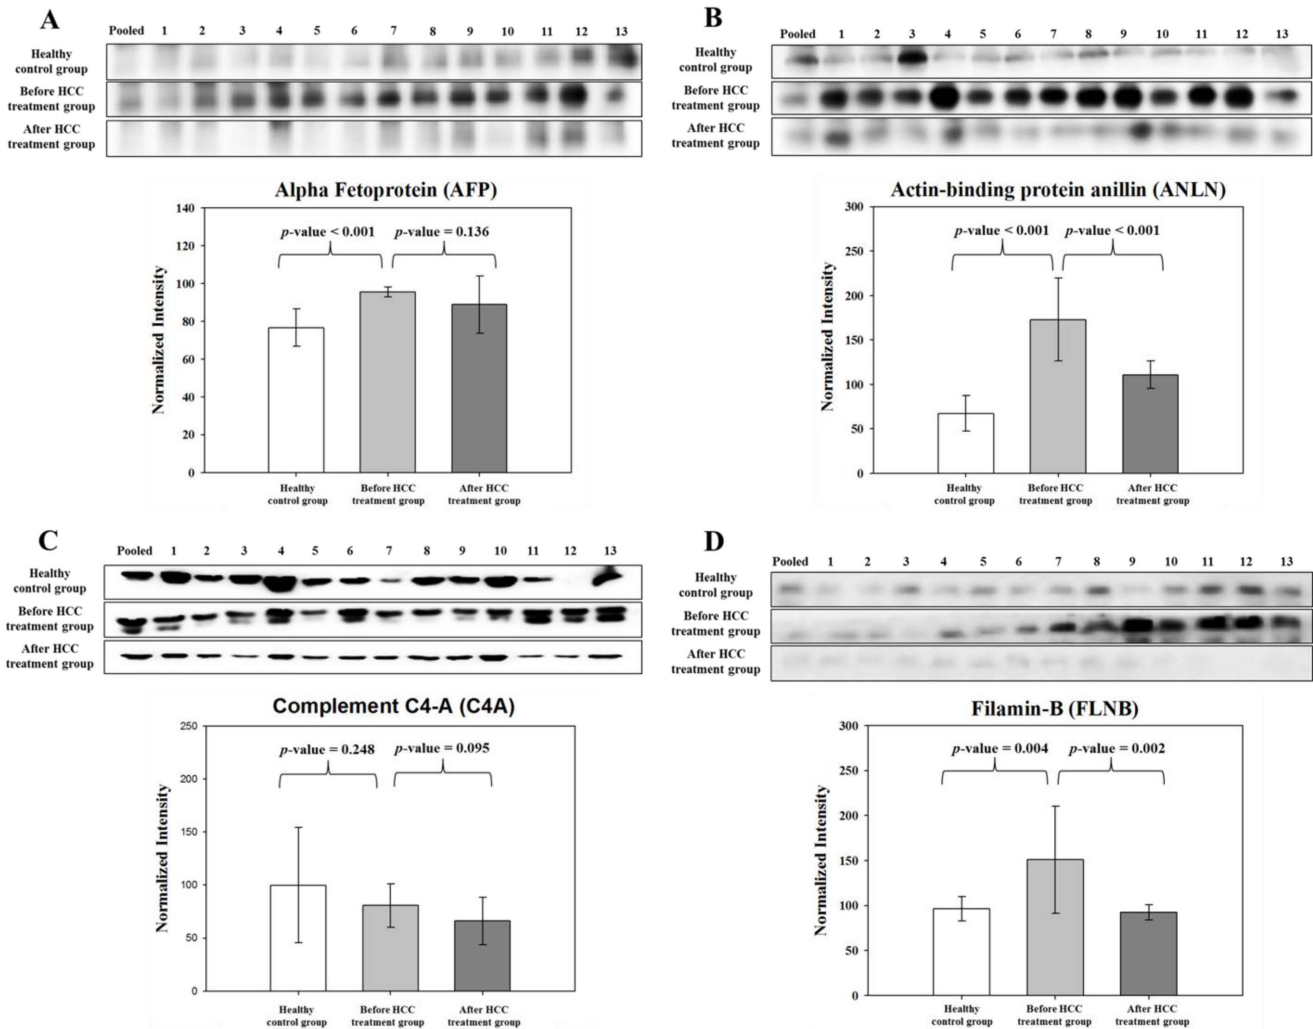 A
Pooled 1 2 3 4 5 6 7 8 9 10 11 12 13
Healthy
control group
Before HCC
treatment group
After HCC
treatment group
Alpha Fetoprotein (AFP)
p-value < 0.001
p-value = 0.136
Normalized Intensity
140
120
100
80
60
40
20
0
Healthy
control group
Before HCC
treatment group
After HCC
treatment group
B
Pooled 1 2 3 4 5 6 7 8 9 10 11 12 13
Healthy
control group
Before HCC
treatment group
After HCC
treatment group
Actin-binding protein anillin (ANLN)
p-value < 0.001
p-value < 0.001
Normalized Intensity
300
250
200
150
100
50
0
Healthy
control group
Before HCC
treatment group
After HCC
treatment group
C
Pooled 1 2 3 4 5 6 7 8 9 10 11 12 13
Healthy
control group
Before HCC
treatment group
After HCC
treatment group
Complement C4-A (C4A)
p-value = 0.248
p-value = 0.095
Normalized Intensity
250
200
150
100
50
0
Healthy
control group
Before HCC
treatment group
After HCC
treatment group
D
Pooled 1 2 3 4 5 6 7 8 9 10 11 12 13
Healthy
control group
Before HCC
treatment group
After HCC
treatment group
Filamin-B (FLNB)
p-value = 0.004
p-value = 0.002
Normalized Intensity
300
250
200
150
100
50
0
Healthy
control group
Before HCC
treatment group
After HCC
treatment group